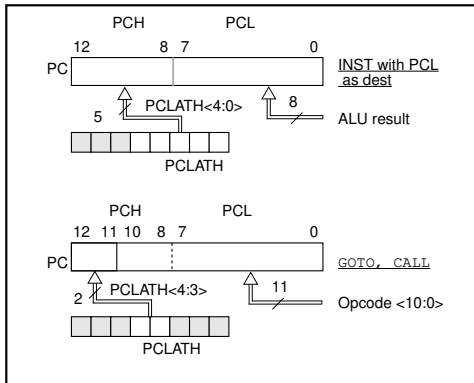 PCH PCL
12 8 7 0
PC
INST with PCL
as dest
PCLATH<4:0>
5
8
ALU result
PCLATH
PCH PCL
12 11 10 8 7 0
PC
GOTO, CALL
PCLATH<4:3>
2
11
Opcode <10:0>
PCLATH